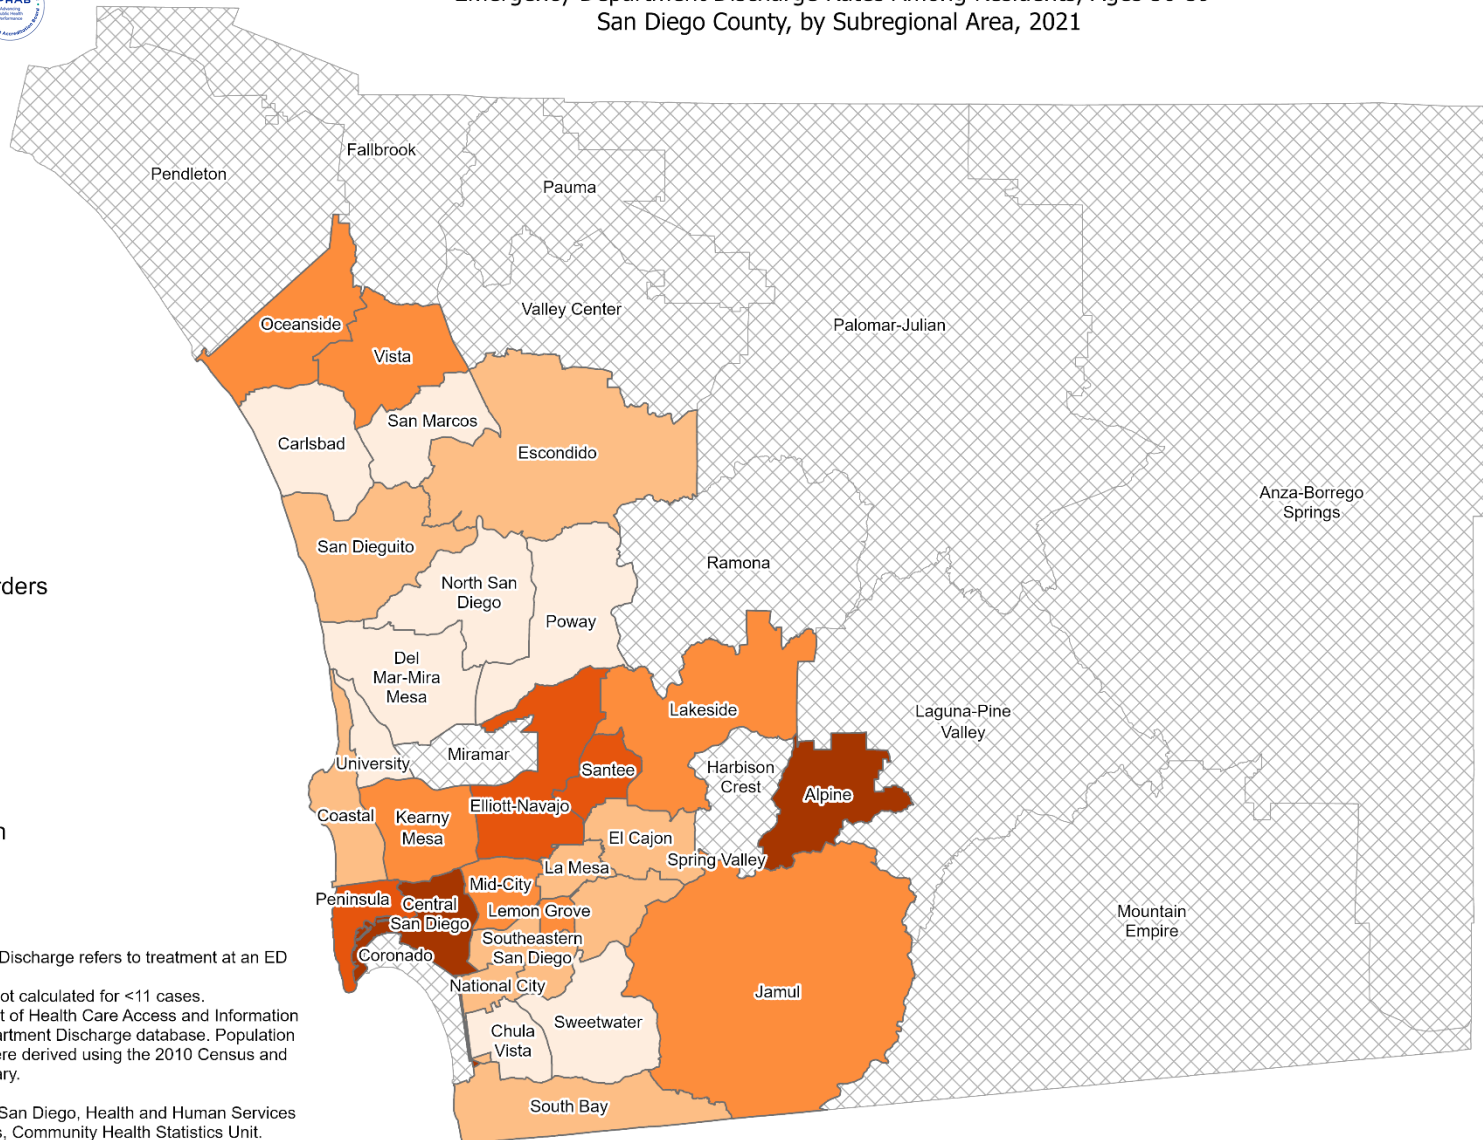 San Diego County, by Subregional Area, 2021
Fallbrook
Pendleton
Pauma
Valley Center
Oceanside
Palomar-Julian
Vista
San Marcos
Carlsbad
Escondido
Anza-Borrego
Springs
San Dieguito
Ramona
North San
Diego
Poway
Del
Mar-Mira
Mesa
Lakeside
Laguna-Pine
Valley
Miramar
University
Santee
Harbison
Crest
Alpine
Elliott-Navajo
Coastal
Kearny
Mesa
El Cajon
Spring Valley
La Mesa
Mid-City
Peninsula
Central
San Diego
Lemon Grove
Mountain
Empire
Southeastern
San Diego
Coronado
National City
Jamul
Sweetwater
Chula
Vista
South Bay
Discharge refers to treatment at an ED
ot calculated for <11 cases.
t of Health Care Access and Information
artment Discharge database. Population
ere derived using the 2010 Census and
ary.
San Diego, Health and Human Services
s, Community Health Statistics Unit.